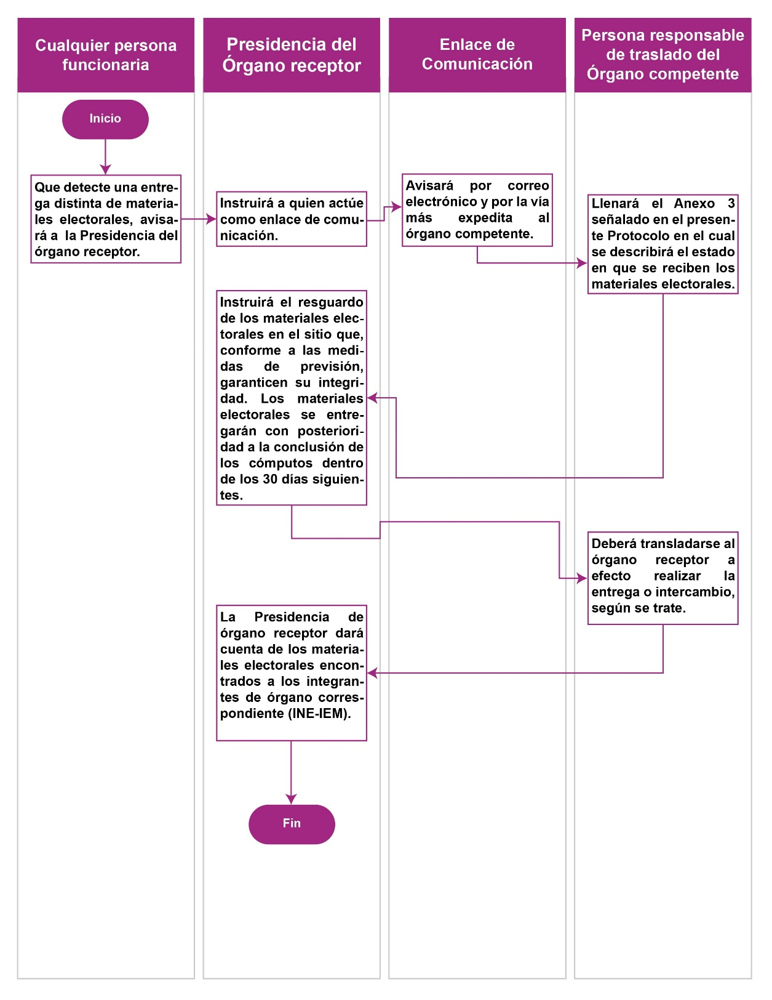 Cualquier persona
funcionaria
Presidencia del
Órgano receptor
Enlace de
Comunicación
Persona responsable
de traslado del
Órgano competente
Inicio
Que detecte una entre-
ga distinta de materia-
les electorales, avisa-
rá a la Presidencia del
órgano receptor.
Instruirá a quien actúe
como enlace de comu-
nicación.
Avisará por correo
electrónico y por la vía
más expedita al
órgano competente.
Llenará el Anexo 3
señalado en el presen-
te Protocolo en el cual
se describirá el estado
en que se reciben los
materiales electorales.
Instruirá el resguardo
de los materiales elec-
torales en el sitio que,
conforme a las medi-
das de previsión,
garanticen su integri-
dad. Los materiales
electorales se entre-
garán con posteriori-
dad a la conclusión de
los cómputos dentro
de los 30 días siguien-
tes.
Deberá transladarse al
órgano receptor a
efecto realizar la
entrega o intercambio,
según se trate.
La Presidencia de
órgano receptor dará
cuenta de los materia-
les electorales encon-
trados a los integran-
tes de órgano corres-
pondiente (INE-IEM).
Fin